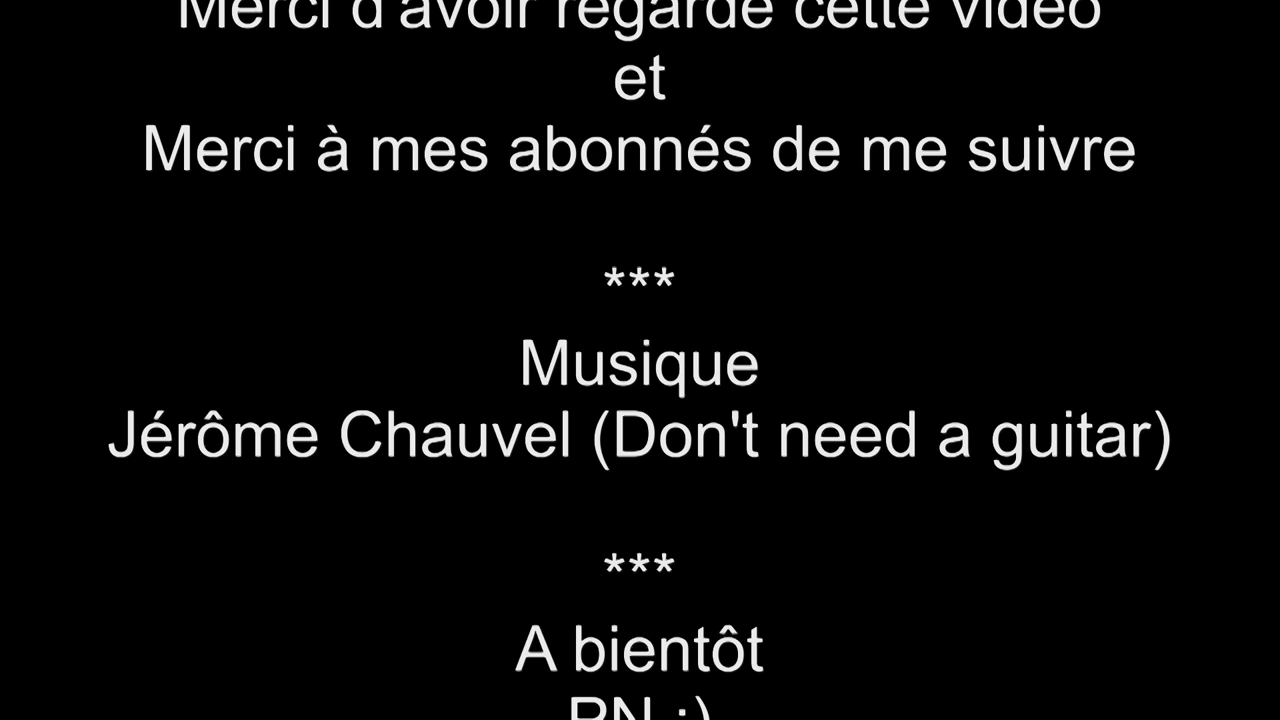 Merci d'avoir regardé cette vidéo
et
Merci à mes abonnés de me suivre
***
Musique
Jérôme Chauvel (Don't need a guitar)
***
A bientôt